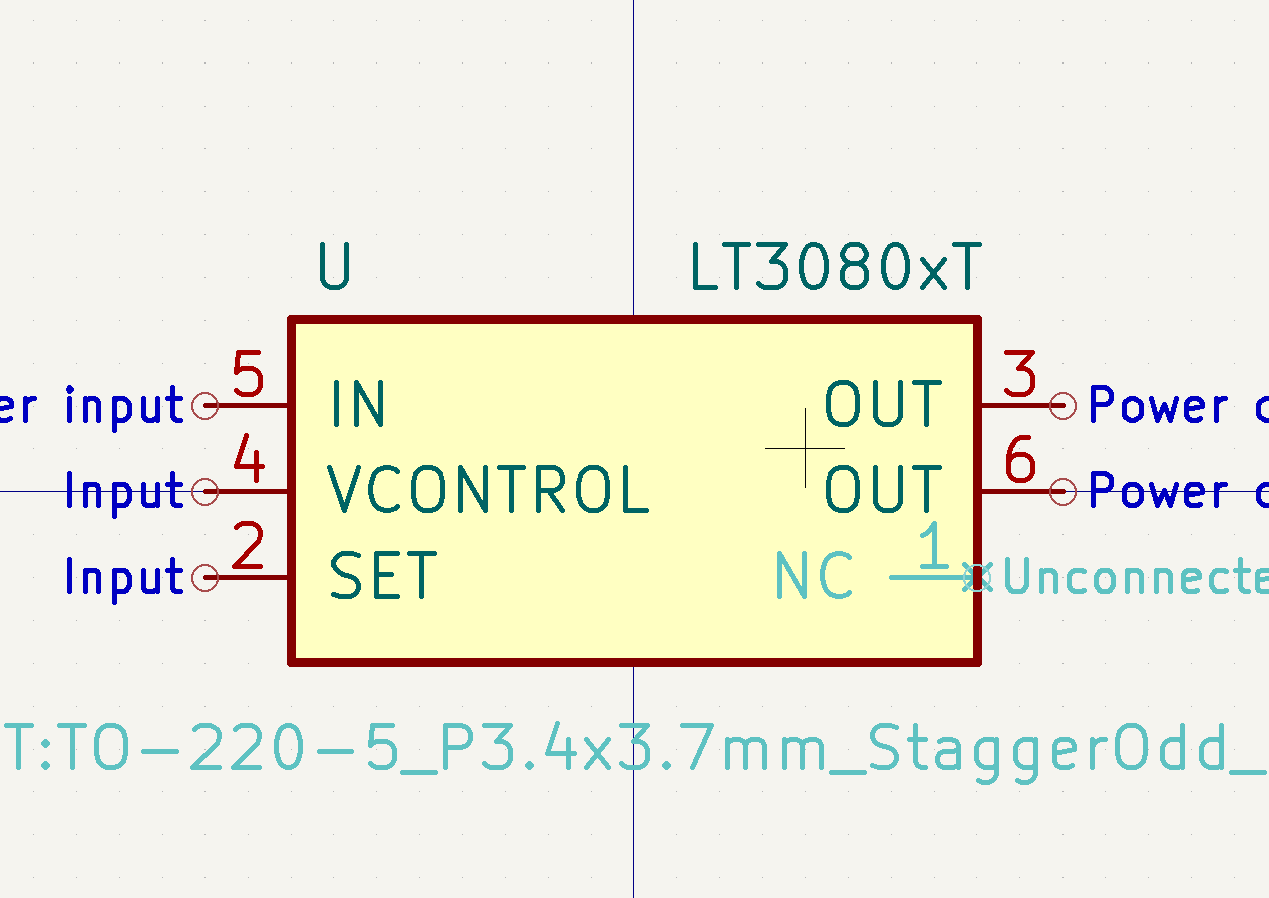 U LT3080xT
5 3
er input IN OUT Power
4 6
Input VCONTROL OUT Power
2 1
Input SET NC Unconnecte
T:TO-220-5_P3.4x3.7mm_StaggerOdd_